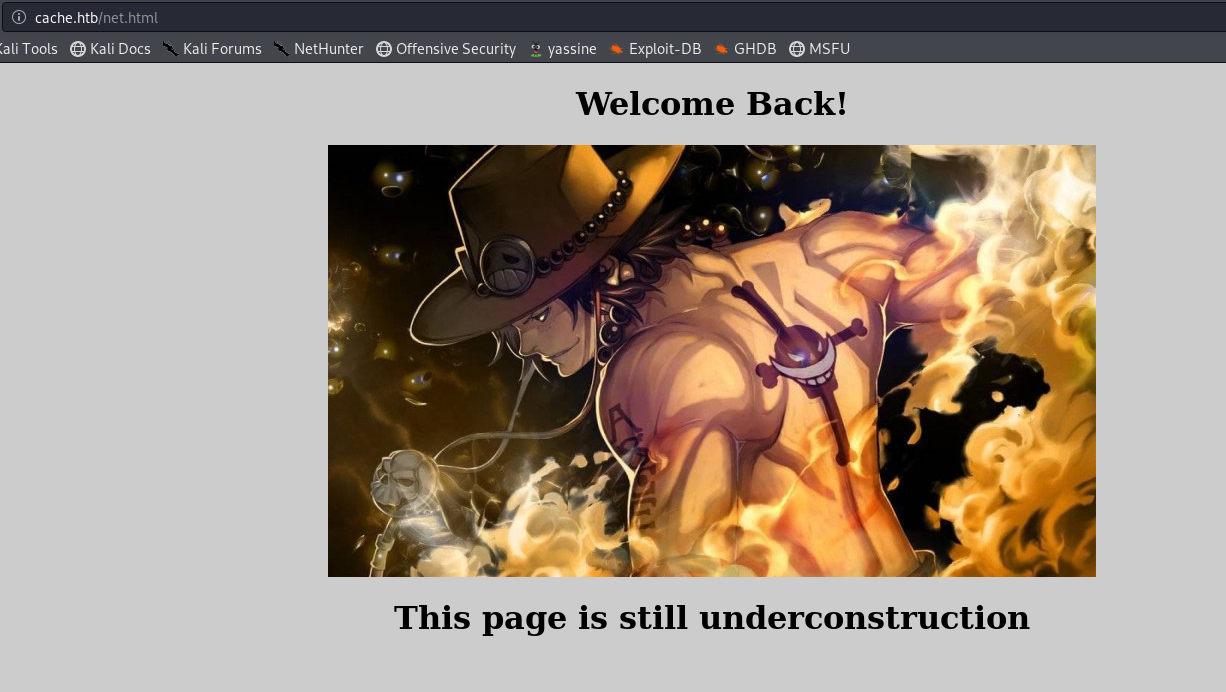 cache.htb/net.html
Kali Tools Kali Docs Kali Forums NetHunter Offensive Security yassine Exploit-DB GHDB MSFU
Welcome Back!
This page is still underconstruction